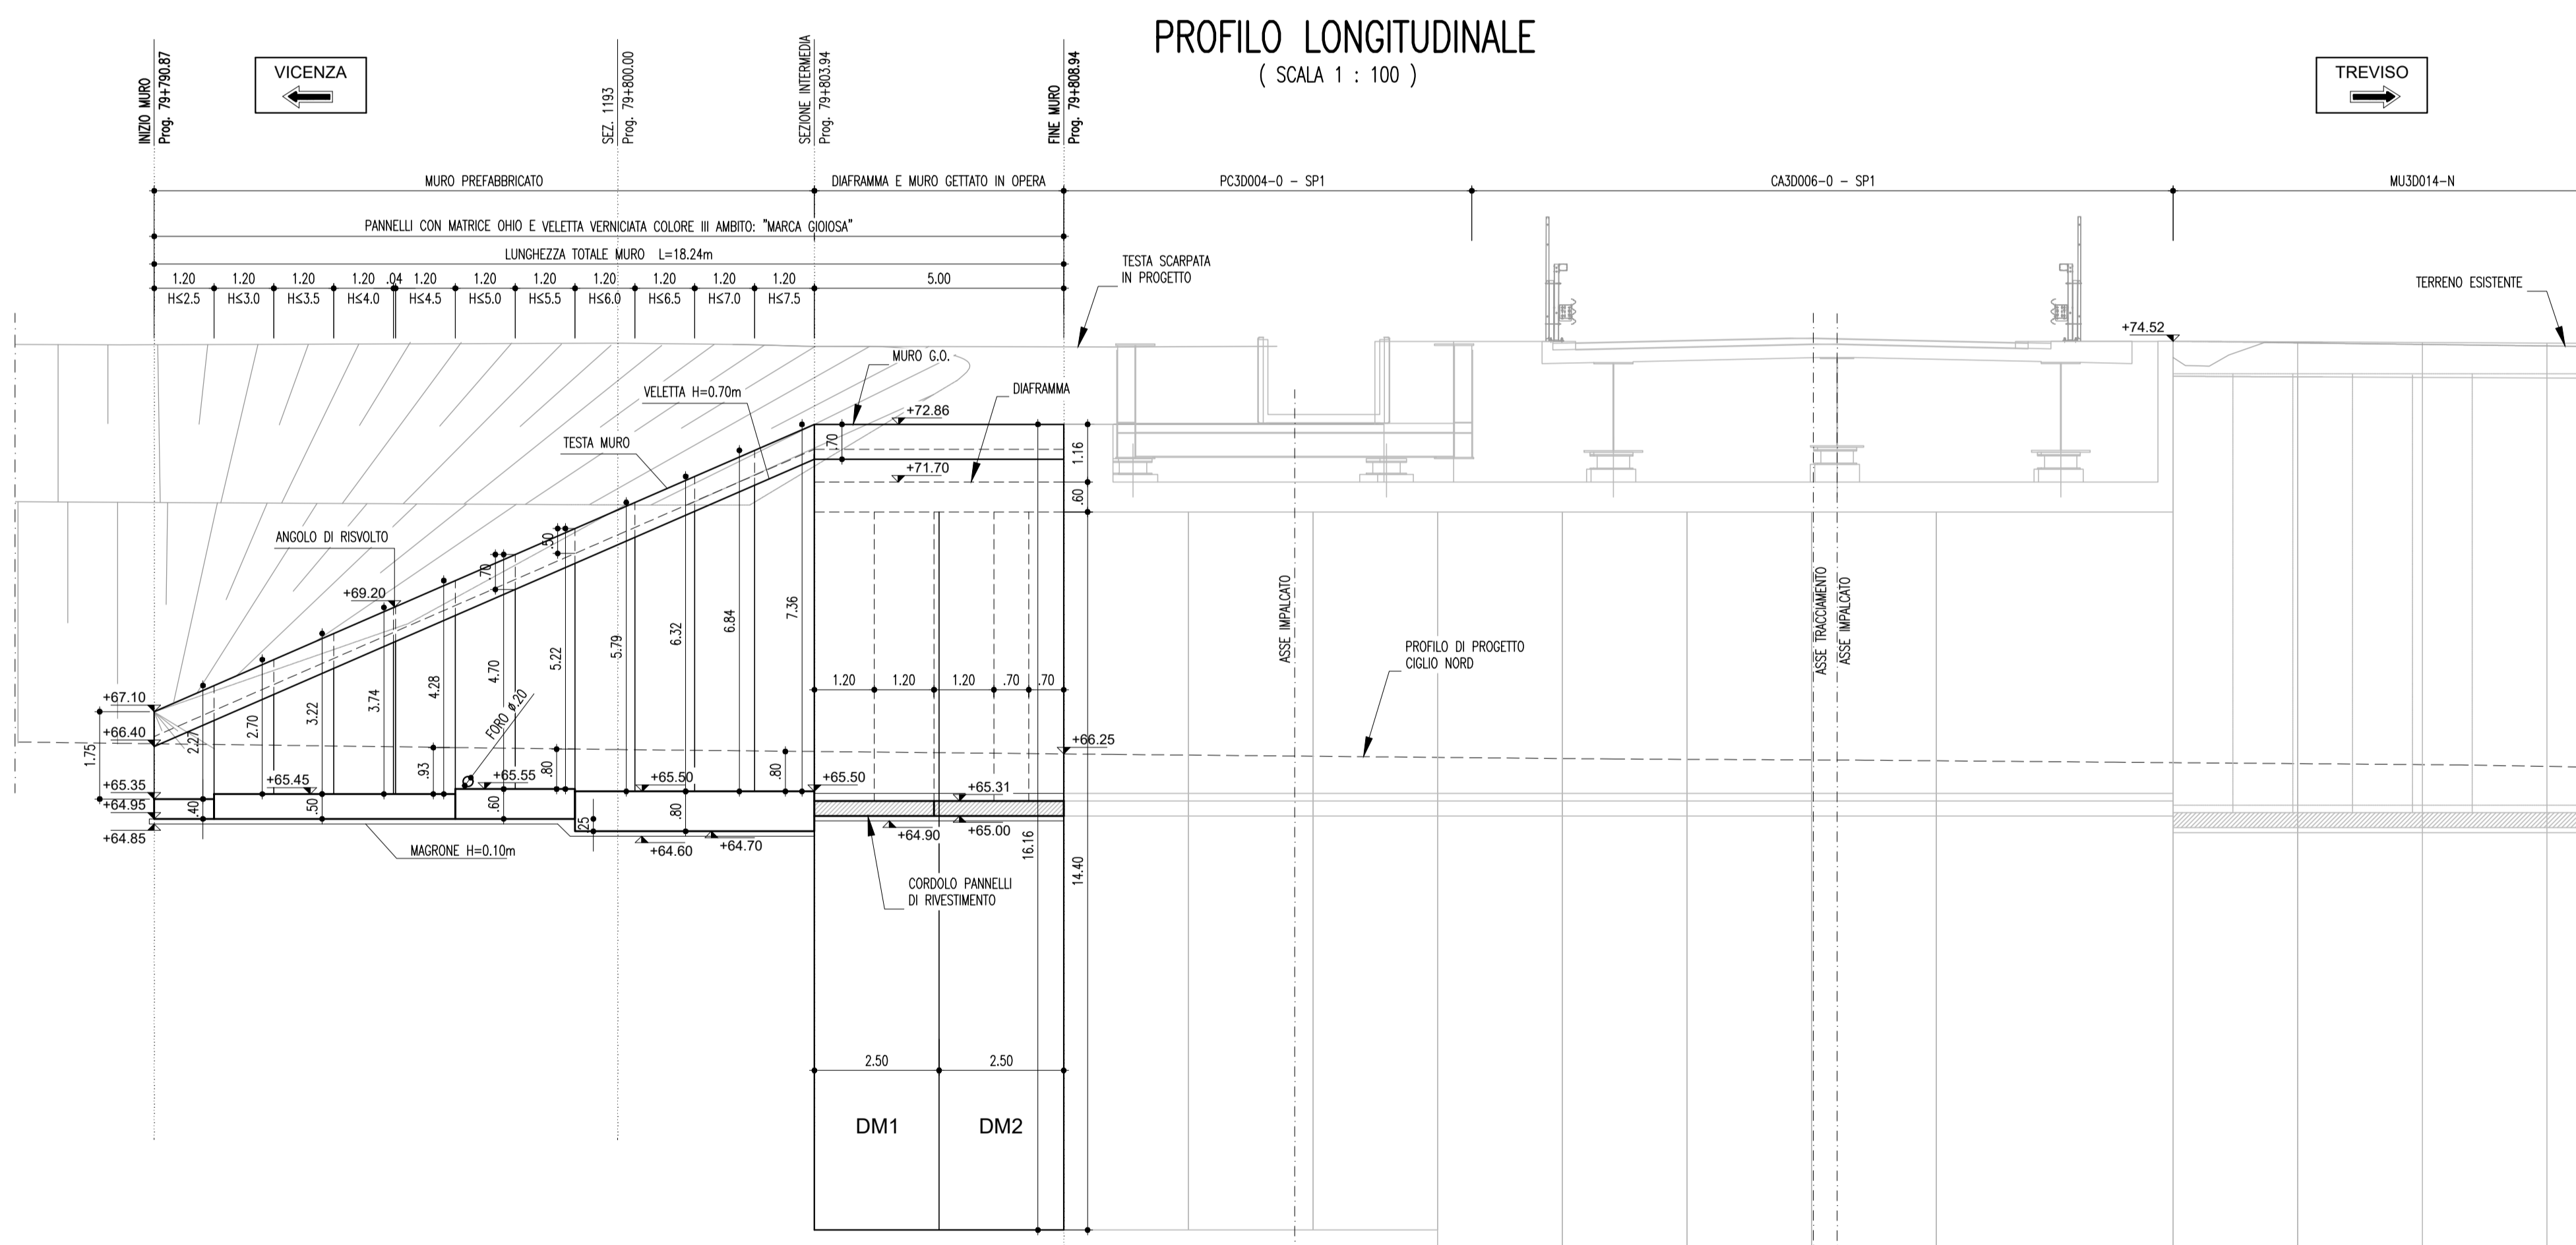 PROFILO LONGITUDINALE
( SCALA 1 : 100 )
VICENZA
TREVISO
INIZIO MURO
Prog. 79+790.87
SEZ. 1193
Prog. 79+800.00
SEZIONE INTERMEDIA
Prog. 79+803.94
FINE MURO
Prog. 79+808.94
MURO PREFABBRICATO
DIAFRAMMA E MURO GETTATO IN OPERA
PC3D004-0 - SP1
CA3D006-0 - SP1
MU3D014-N
PANNELLI CON MATRICE OHIO E VELETTA VERNICIATA COLORE III AMBITO: "MARCA GIOIOSA"
LUNGHEZZA TOTALE MURO L=18.24m
1.20 1.20 1.20 1.20 .04 1.20 1.20 1.20 1.20 1.20 1.20 1.20 5.00
H≤2.5 H≤3.0 H≤3.5 H≤4.0 H≤4.5 H≤5.0 H≤5.5 H≤6.0 H≤6.5 H≤7.0 H≤7.5
TESTA SCARPATA
IN PROGETTO
TERRENO ESISTENTE
+74.52
MURO G.O.
VELETTA H=0.70m
DIAFRAMMA
+72.86
TESTA MURO
.70
1.16
+71.70
.60
ANGOLO DI RISVOLTO
.50
.70
+69.20
7.36
6.84
6.32
5.79
5.22
4.70
4.28
3.74
3.22
2.70
2.27
ASSE IMPALCATO
ASSE TRACCIAMENTO
ASSE IMPALCATO
PROFILO DI PROGETTO
CIGLIO NORD
1.20 1.20 1.20 .70 .70
+67.10
+66.40
1.75
FORO ø.20
+66.25
+65.35
+65.45
.93
+65.55
.80
+65.50
.80
+65.50
+65.31
+64.95
.40
.50
.60
.25
.80
+64.85
+64.60
+64.70
+64.90
+65.00
16.16
14.40
MAGRONE H=0.10m
CORDOLO PANNELLI
DI RIVESTIMENTO
2.50 2.50
DM1 DM2